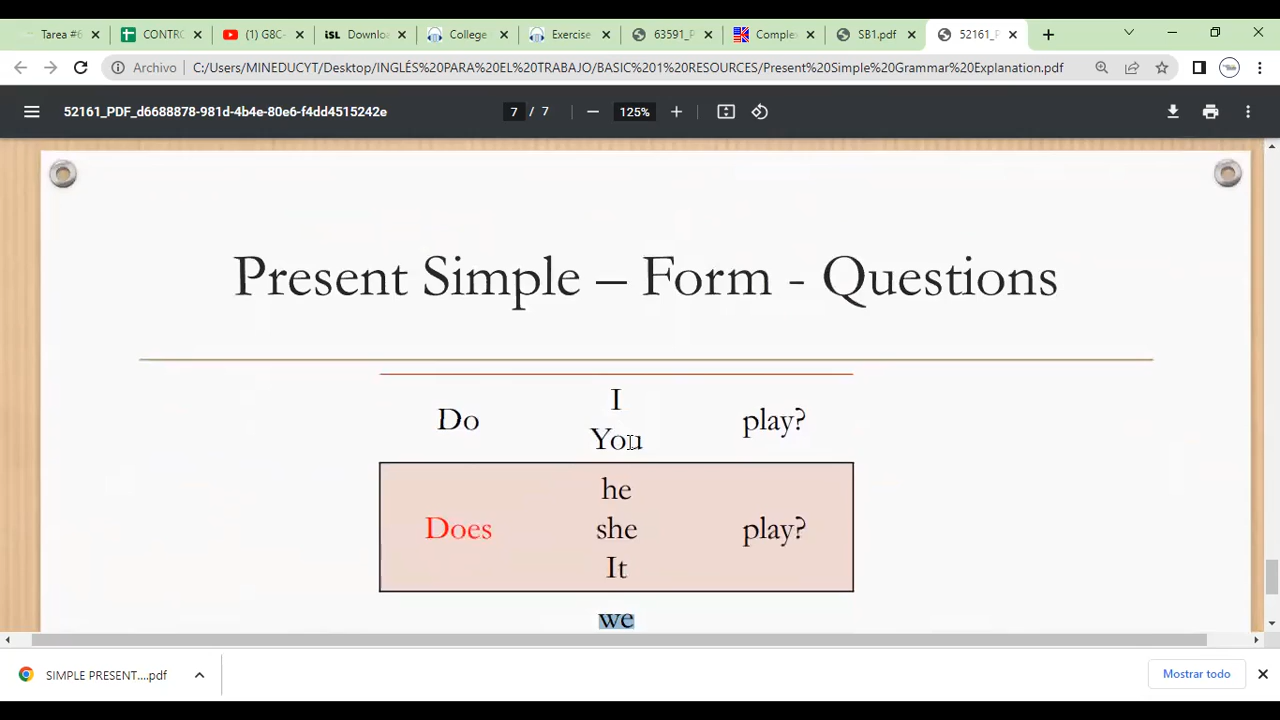 Tarea #6
CONTRO
(1) G8C-
iSL Downlo
College
Exercise
63591_P
Comple
SB1.pdf
52161_P
Archivo C:/Users/MINEDUCYT/Desktop/INGLÉS%20PARA%20EL%20TRABAJO/BASIC%201%20RESOURCES/Present%20Simple%20Grammar%20Explanation.pdf
52161_PDF_d6688878-981d-4b4e-80e6-f4dd4515242e 7 / 7 125%
Present Simple – Form - Questions
I
Do play?
You
he
Does she play?
It
we
SIMPLE PRESENT....pdf Mostrar todo